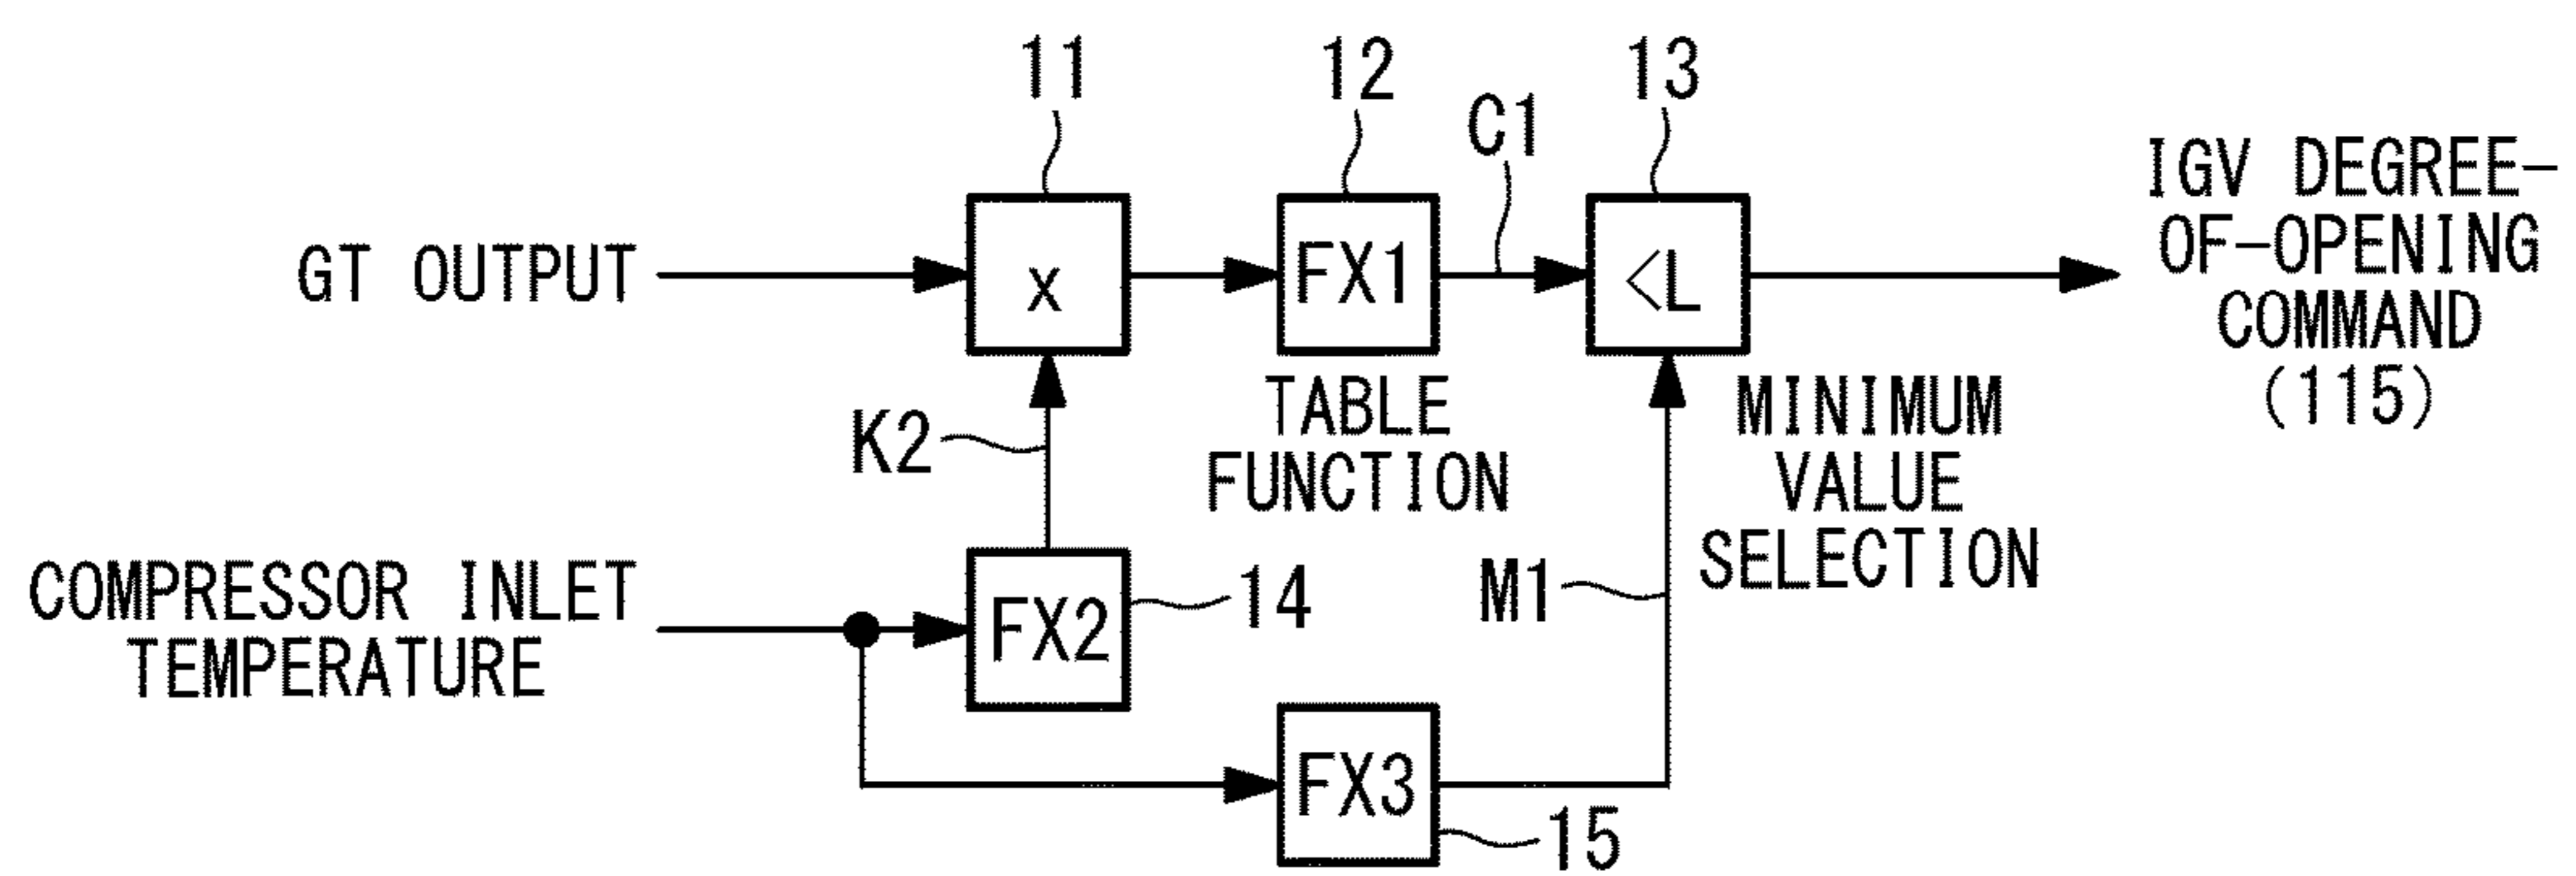 11
12
13
C1
IGV DEGREE-
OF-OPENING
COMMAND
(115)
GT OUTPUT
x
FX1
<L
TABLE
FUNCTION
MINIMUM
VALUE
SELECTION
K2
COMPRESSOR INLET
TEMPERATURE
FX2
14
M1
FX3
15